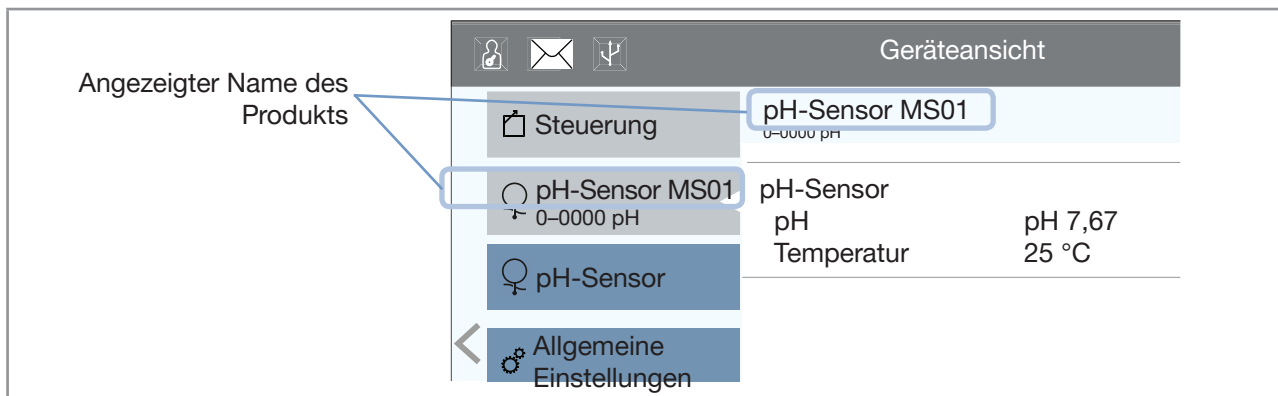 Geräteansicht
Angezeigter Name des
Produkts
Steuerung
pH-Sensor MS01
0–0000 pH
pH-Sensor
Allgemeine
Einstellungen
pH-Sensor MS01
0–0000 pH
pH-Sensor
pH pH 7,67
Temperatur 25 °C